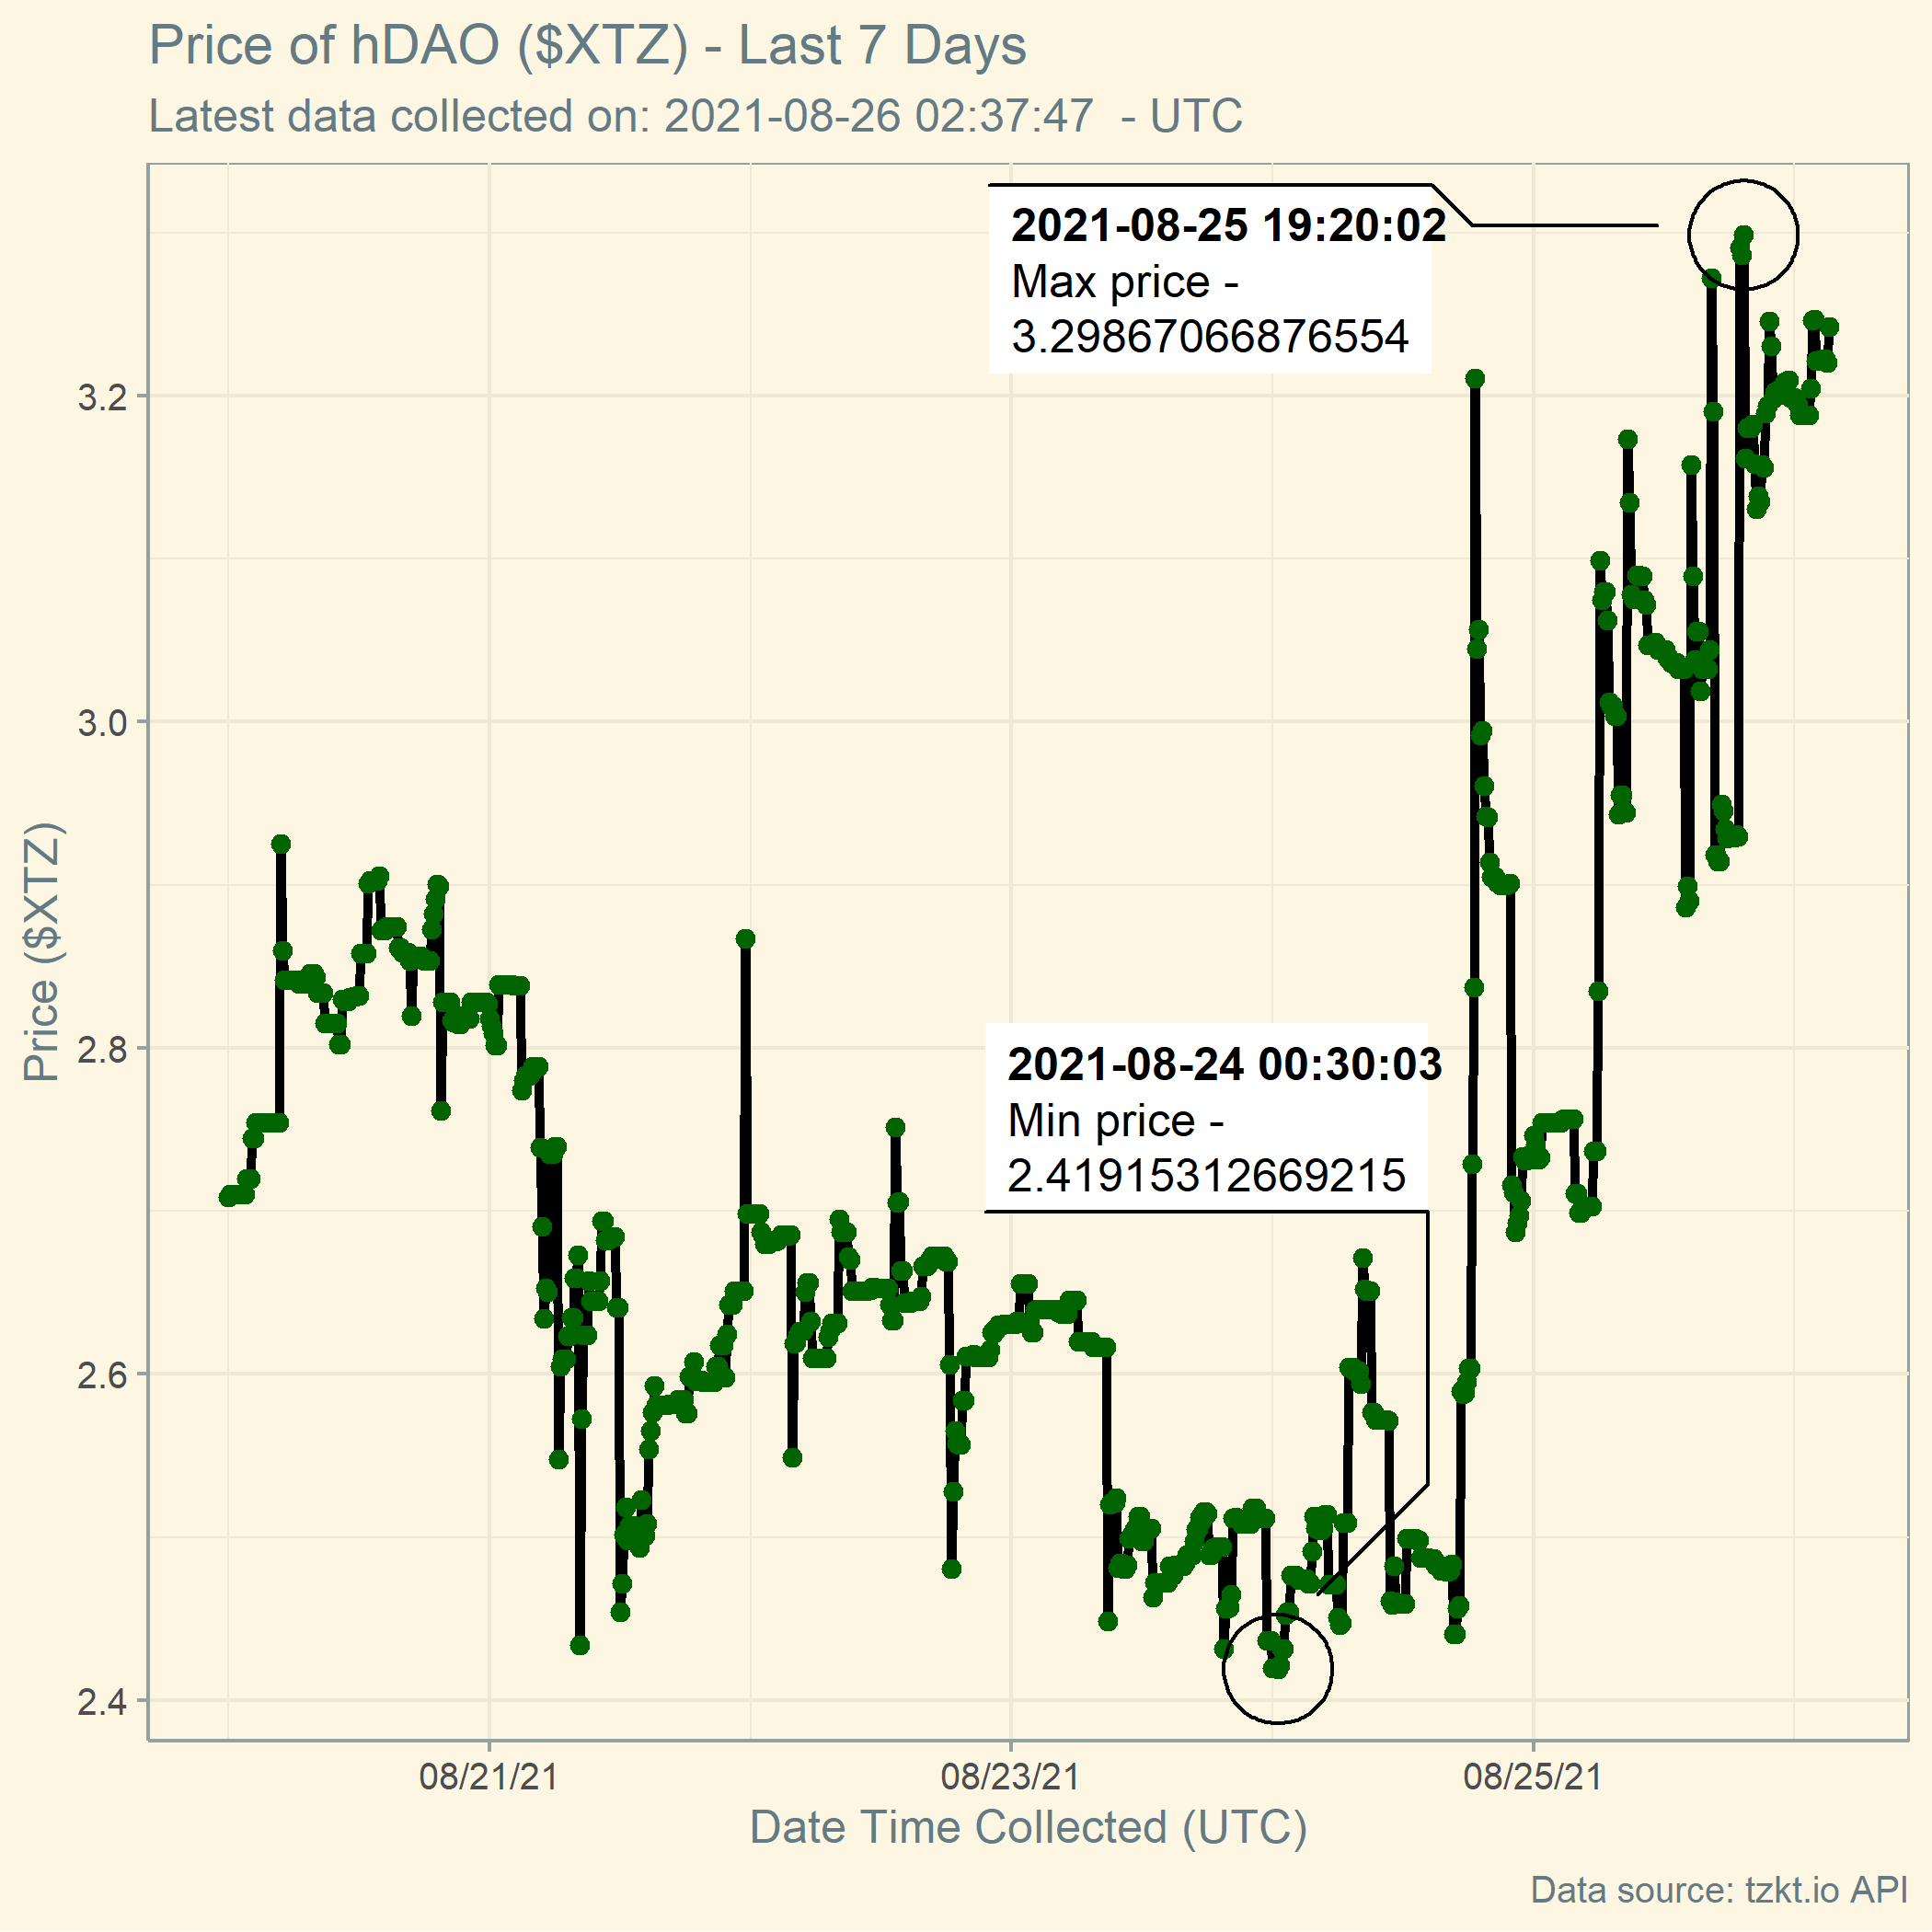 Price of hDAO ($XTZ) - Last 7 Days
Latest data collected on: 2021-08-26 02:37:47  - UTC
2021-08-25 19:20:02
Max price -
3.29867066876554
3.2
3.0
2.8
2.6
2.4
Price ($XTZ)
2021-08-24 00:30:03
Min price -
2.41915312669215
08/21/21
08/23/21
08/25/21
Date Time Collected (UTC)
Data source: tzkt.io API